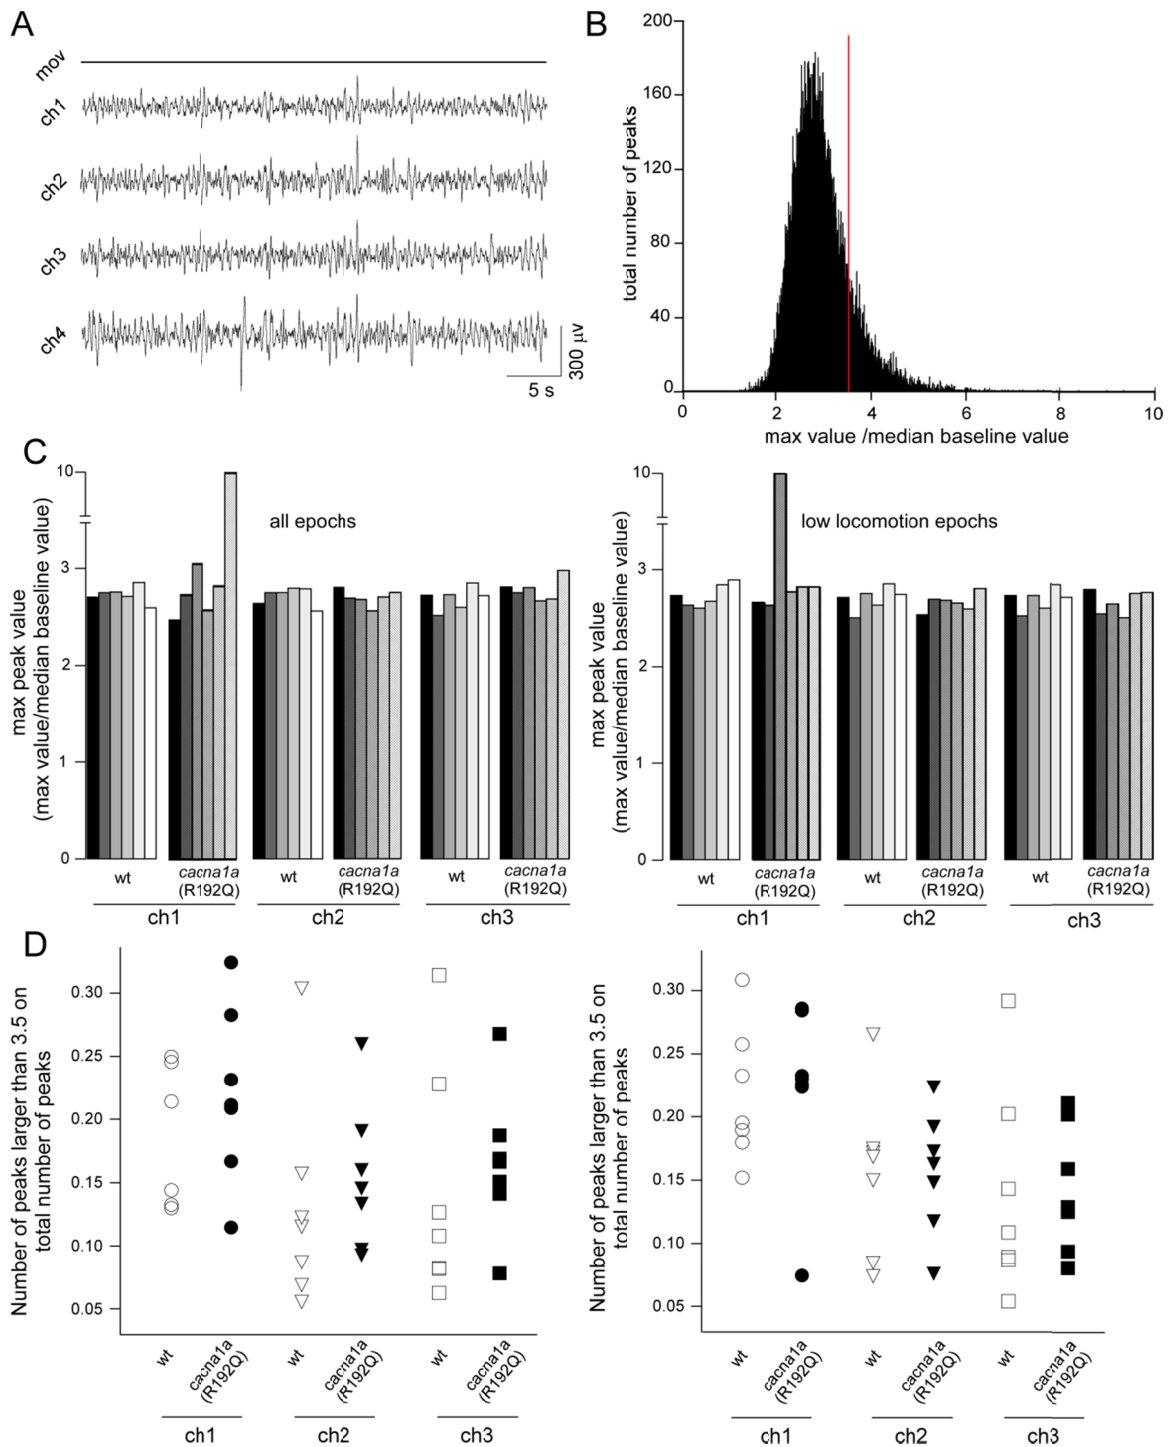 A
mov
ch1
ch2
ch3
ch4
300 µv
5 s
B
total number of peaks
200
160
120
80
40
0
0 2 4 6 8 10
max value /median baseline value
C
max peak value
(max value/median baseline value)
10
3
2
1
0
all epochs
wt
cacna1a
(R192Q)
wt
cacna1a
(R192Q)
wt
cacna1a
(R192Q)
ch1 ch2 ch3
max peak value
(max value/median baseline value)
10
3
2
1
0
low locomotion epochs
wt
cacna1a
(R192Q)
wt
cacna1a
(R192Q)
wt
cacna1a
(R192Q)
ch1 ch2 ch3
D
Number of peaks larger than 3.5 on
total number of peaks
0.30
0.25
0.20
0.15
0.10
0.05
wt
cacna1a
(R192Q)
wt
cacna1a
(R192Q)
wt
cacna1a
(R192Q)
ch1 ch2 ch3
Number of peaks larger than 3.5 on
total number of peaks
0.30
0.25
0.20
0.15
0.10
0.05
wt
cacna1a
(R192Q)
wt
cacna1a
(R192Q)
wt
cacna1a
(R192Q)
ch1 ch2 ch3